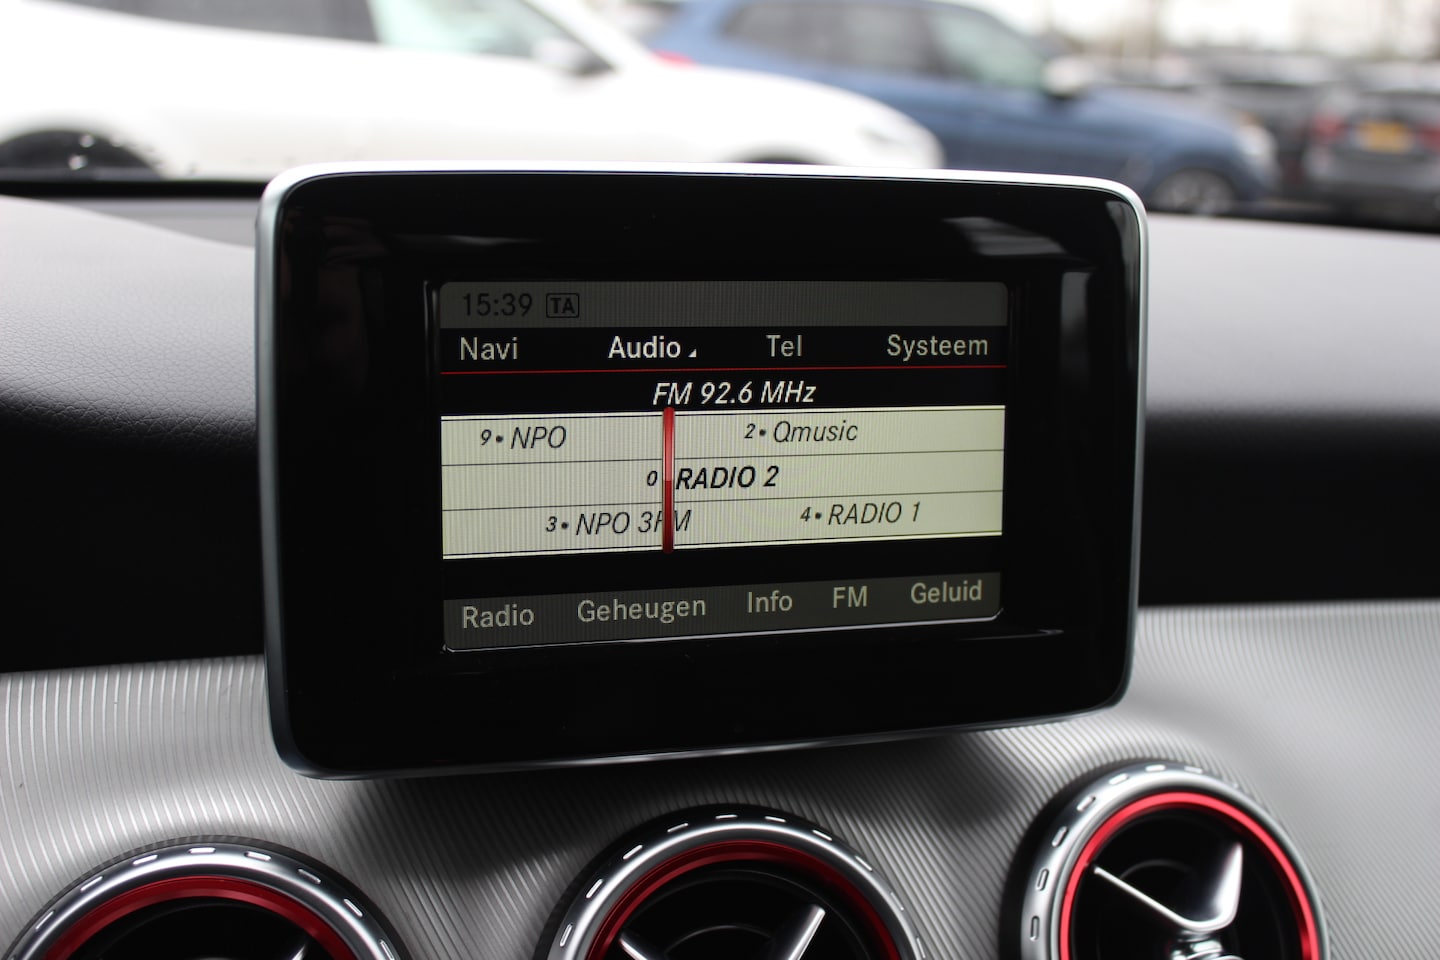 15:39 TA
Navi Audio Tel Systeem
FM 92.6 MHz
9• NPO 2• Qmusic
0 RADIO 2
3• NPO 3FM 4• RADIO 1
Radio Geheugen Info FM Geluid